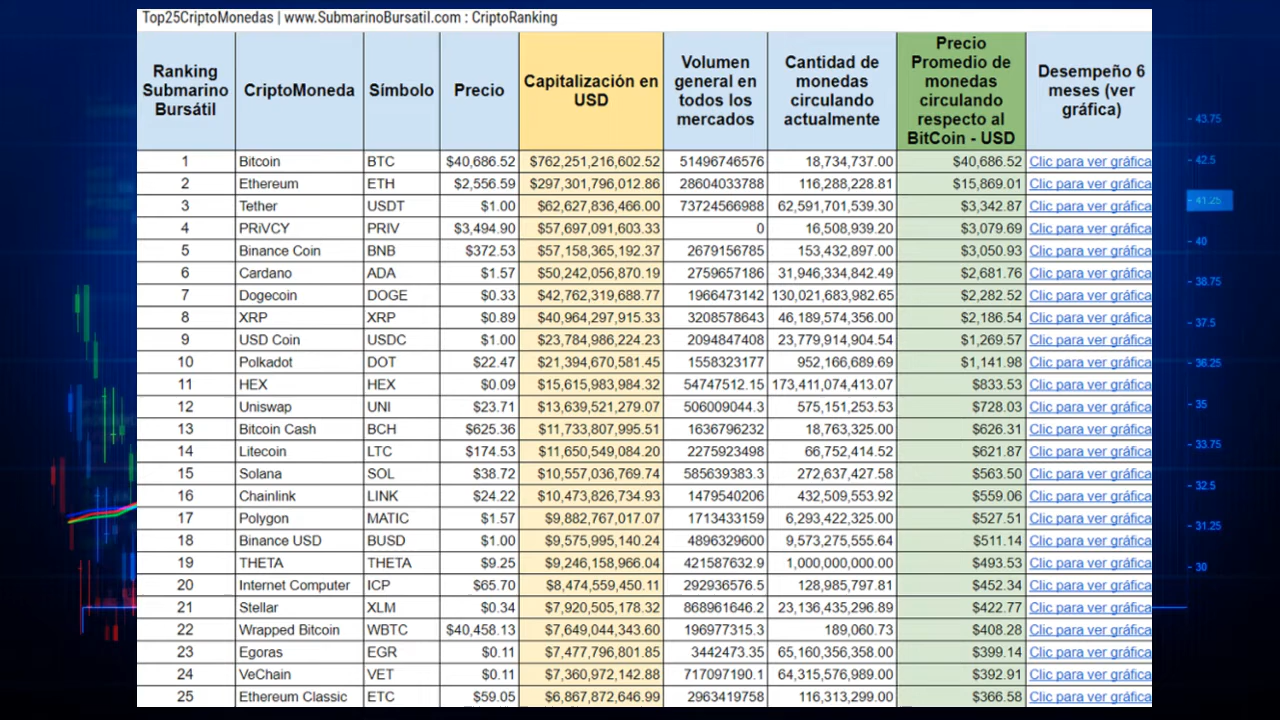 Top25CriptoMonedas | www.SubmarinoBursatil.com : CriptoRanking
Ranking Submarino Bursátil CriptoMoneda Símbolo Precio Capitalización en USD Volumen general en todos los mercados Cantidad de monedas circulando actualmente Precio Promedio de monedas circulando respecto al BitCoin - USD Desempeño 6 meses (ver gráfica)
1 Bitcoin BTC $40,686.52 $762,251,216,602.52 51496746576 18,734,737.00 $40,686.52 Clic para ver gráfica
2 Ethereum ETH $2,556.59 $297,301,796,012.86 28604033788 116,288,228.81 $15,869.01 Clic para ver gráfica
3 Tether USDT $1.00 $62,627,836,466.00 73724566988 62,591,701,539.30 $3,342.87 Clic para ver gráfica
4 PRiVCY PRIV $3,494.90 $57,697,091,603.33 0 16,508,939.20 $3,079.69 Clic para ver gráfica
5 Binance Coin BNB $372.53 $57,158,365,192.37 2679156785 153,432,897.00 $3,050.93 Clic para ver gráfica
6 Cardano ADA $1.57 $50,242,056,870.19 2759657186 31,946,334,842.49 $2,681.76 Clic para ver gráfica
7 Dogecoin DOGE $0.33 $42,762,319,688.77 1966473142 130,021,683,982.65 $2,282.52 Clic para ver gráfica
8 XRP XRP $0.89 $40,964,297,915.33 3208578643 46,189,574,356.00 $2,186.54 Clic para ver gráfica
9 USD Coin USDC $1.00 $23,784,986,224.23 2094847408 23,779,914,904.54 $1,269.57 Clic para ver gráfica
10 Polkadot DOT $22.47 $21,394,670,581.45 1558323177 952,166,689.69 $1,141.98 Clic para ver gráfica
11 HEX HEX $0.09 $15,615,983,984.32 54747512.15 173,411,074,413.07 $833.53 Clic para ver gráfica
12 Uniswap UNI $23.71 $13,639,521,279.07 506009044.3 575,151,253.53 $728.03 Clic para ver gráfica
13 Bitcoin Cash BCH $625.36 $11,733,807,995.51 1636796232 18,763,325.00 $626.31 Clic para ver gráfica
14 Litecoin LTC $174.53 $11,650,549,084.20 2275923498 66,752,414.52 $621.87 Clic para ver gráfica
15 Solana SOL $38.72 $10,557,036,769.74 585639383.3 272,637,427.58 $563.50 Clic para ver gráfica
16 Chainlink LINK $24.22 $10,473,826,734.93 1479540206 432,509,553.92 $559.06 Clic para ver gráfica
17 Polygon MATIC $1.57 $9,882,767,017.07 1713433159 6,293,422,325.00 $527.51 Clic para ver gráfica
18 Binance USD BUSD $1.00 $9,575,995,140.24 4896329600 9,573,275,555.64 $511.14 Clic para ver gráfica
19 THETA THETA $9.25 $9,246,158,966.04 421587632.9 1,000,000,000.00 $493.53 Clic para ver gráfica
20 Internet Computer ICP $65.70 $8,474,559,450.11 292936576.5 128,985,797.81 $452.34 Clic para ver gráfica
21 Stellar XLM $0.34 $7,920,505,178.32 868961646.2 23,136,435,296.89 $422.77 Clic para ver gráfica
22 Wrapped Bitcoin WBTC $40,458.13 $7,649,044,343.60 196977315.3 189,060.73 $408.28 Clic para ver gráfica
23 Egoras EGR $0.11 $7,477,796,801.85 3442473.35 65,160,356,358.00 $399.14 Clic para ver gráfica
24 VeChain VET $0.11 $7,360,972,142.88 717097190.1 64,315,576,989.00 $392.91 Clic para ver gráfica
25 Ethereum Classic ETC $59.05 $6,867,872,646.99 2963419758 116,313,299.00 $366.58 Clic para ver gráfica
43.75
42.5
41.25
40
38.75
37.5
36.25
35
33.75
32.5
31.25
30